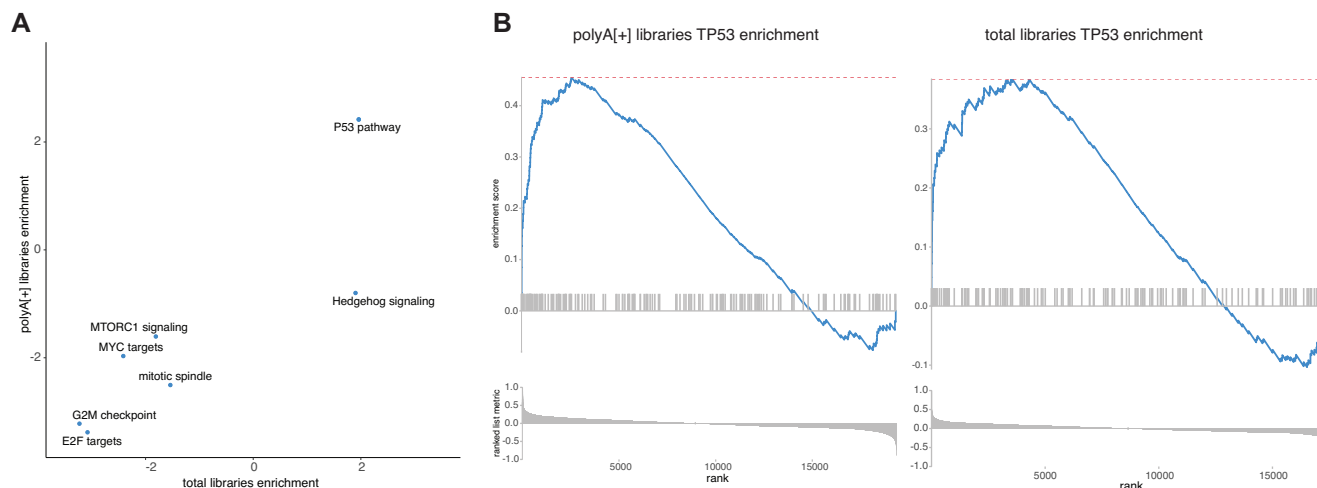 A
polyA[+] libraries enrichment
2
0
-2
P53 pathway
Hedgehog signaling
MTORC1 signaling
MYC targets
mitotic spindle
G2M checkpoint
E2F targets
-2
0
2
total libraries enrichment
B
polyA[+] libraries TP53 enrichment
enrichment score
0.4
0.3
0.2
0.1
0.0
ranked list metric
1.0
0.5
0.0
-0.5
-1.0
5000
10000
15000
rank
total libraries TP53 enrichment
0.3
0.2
0.1
0.0
-0.1
1.0
0.5
0.0
-0.5
-1.0
5000
10000
15000
rank